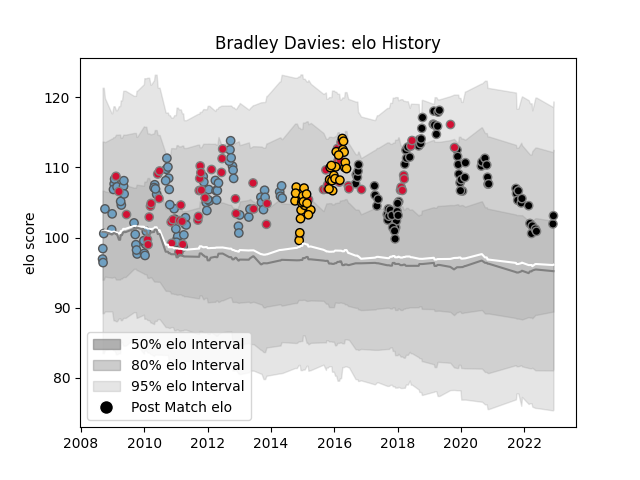 Bradley Davies: elo History
elo score
120
110
100
90
80
50% elo Interval
80% elo Interval
95% elo Interval
Post Match elo
2008 2010 2012 2014 2016 2018 2020 2022